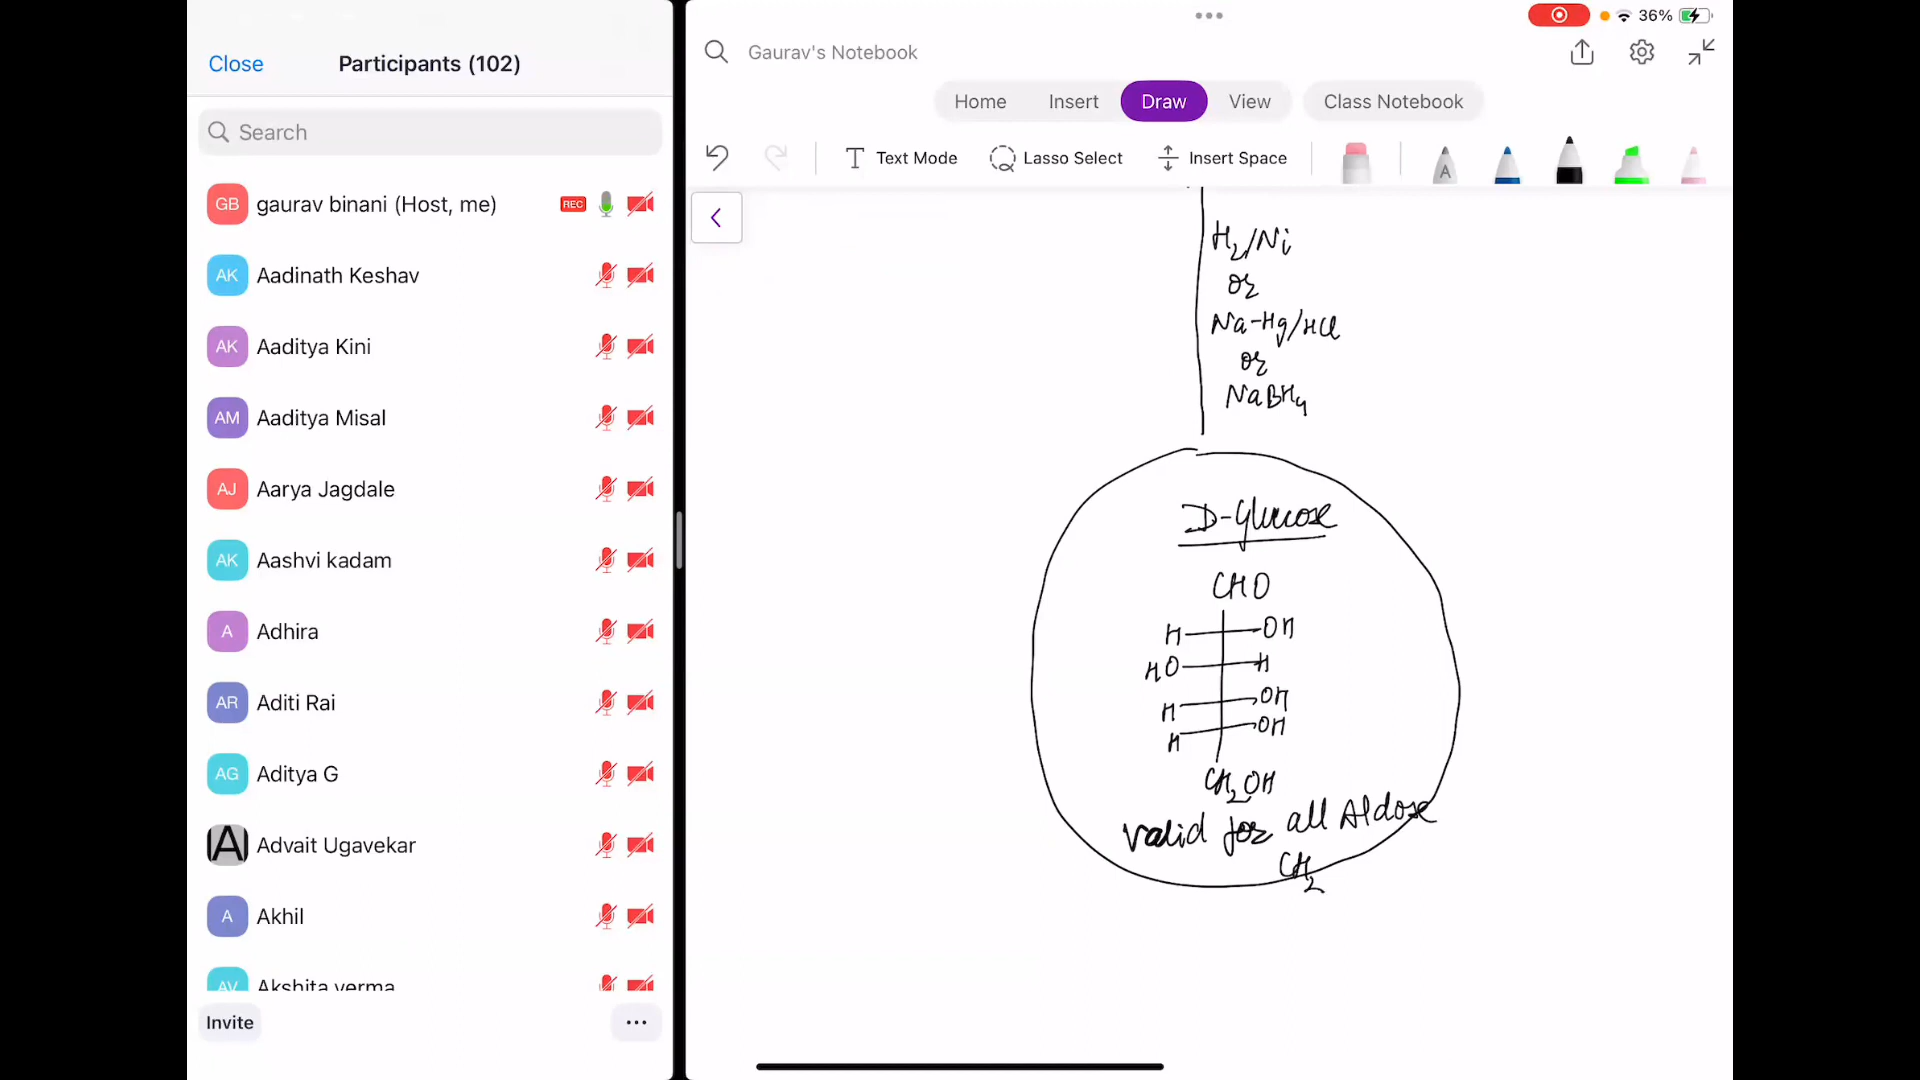 Close
Participants (102)
Search
GB gaurav binani (Host, me) REC
AK Aadinath Keshav
AK Aaditya Kini
AM Aaditya Misal
AJ Aarya Jagdale
AK Aashvi kadam
A Adhira
AR Aditi Rai
AG Aditya G
A Advait Ugavekar
A Akhil
AV Akshita verma
Invite
36%
Gaurav's Notebook
Home Insert Draw View Class Notebook
Text Mode Lasso Select Insert Space
H2/Ni
or
Na-Hg/HCl
or
NaBH4
D-Glucose
CHO
H OH
HO H
H OH
H OH
CH2OH
valid for all Aldose
CH2